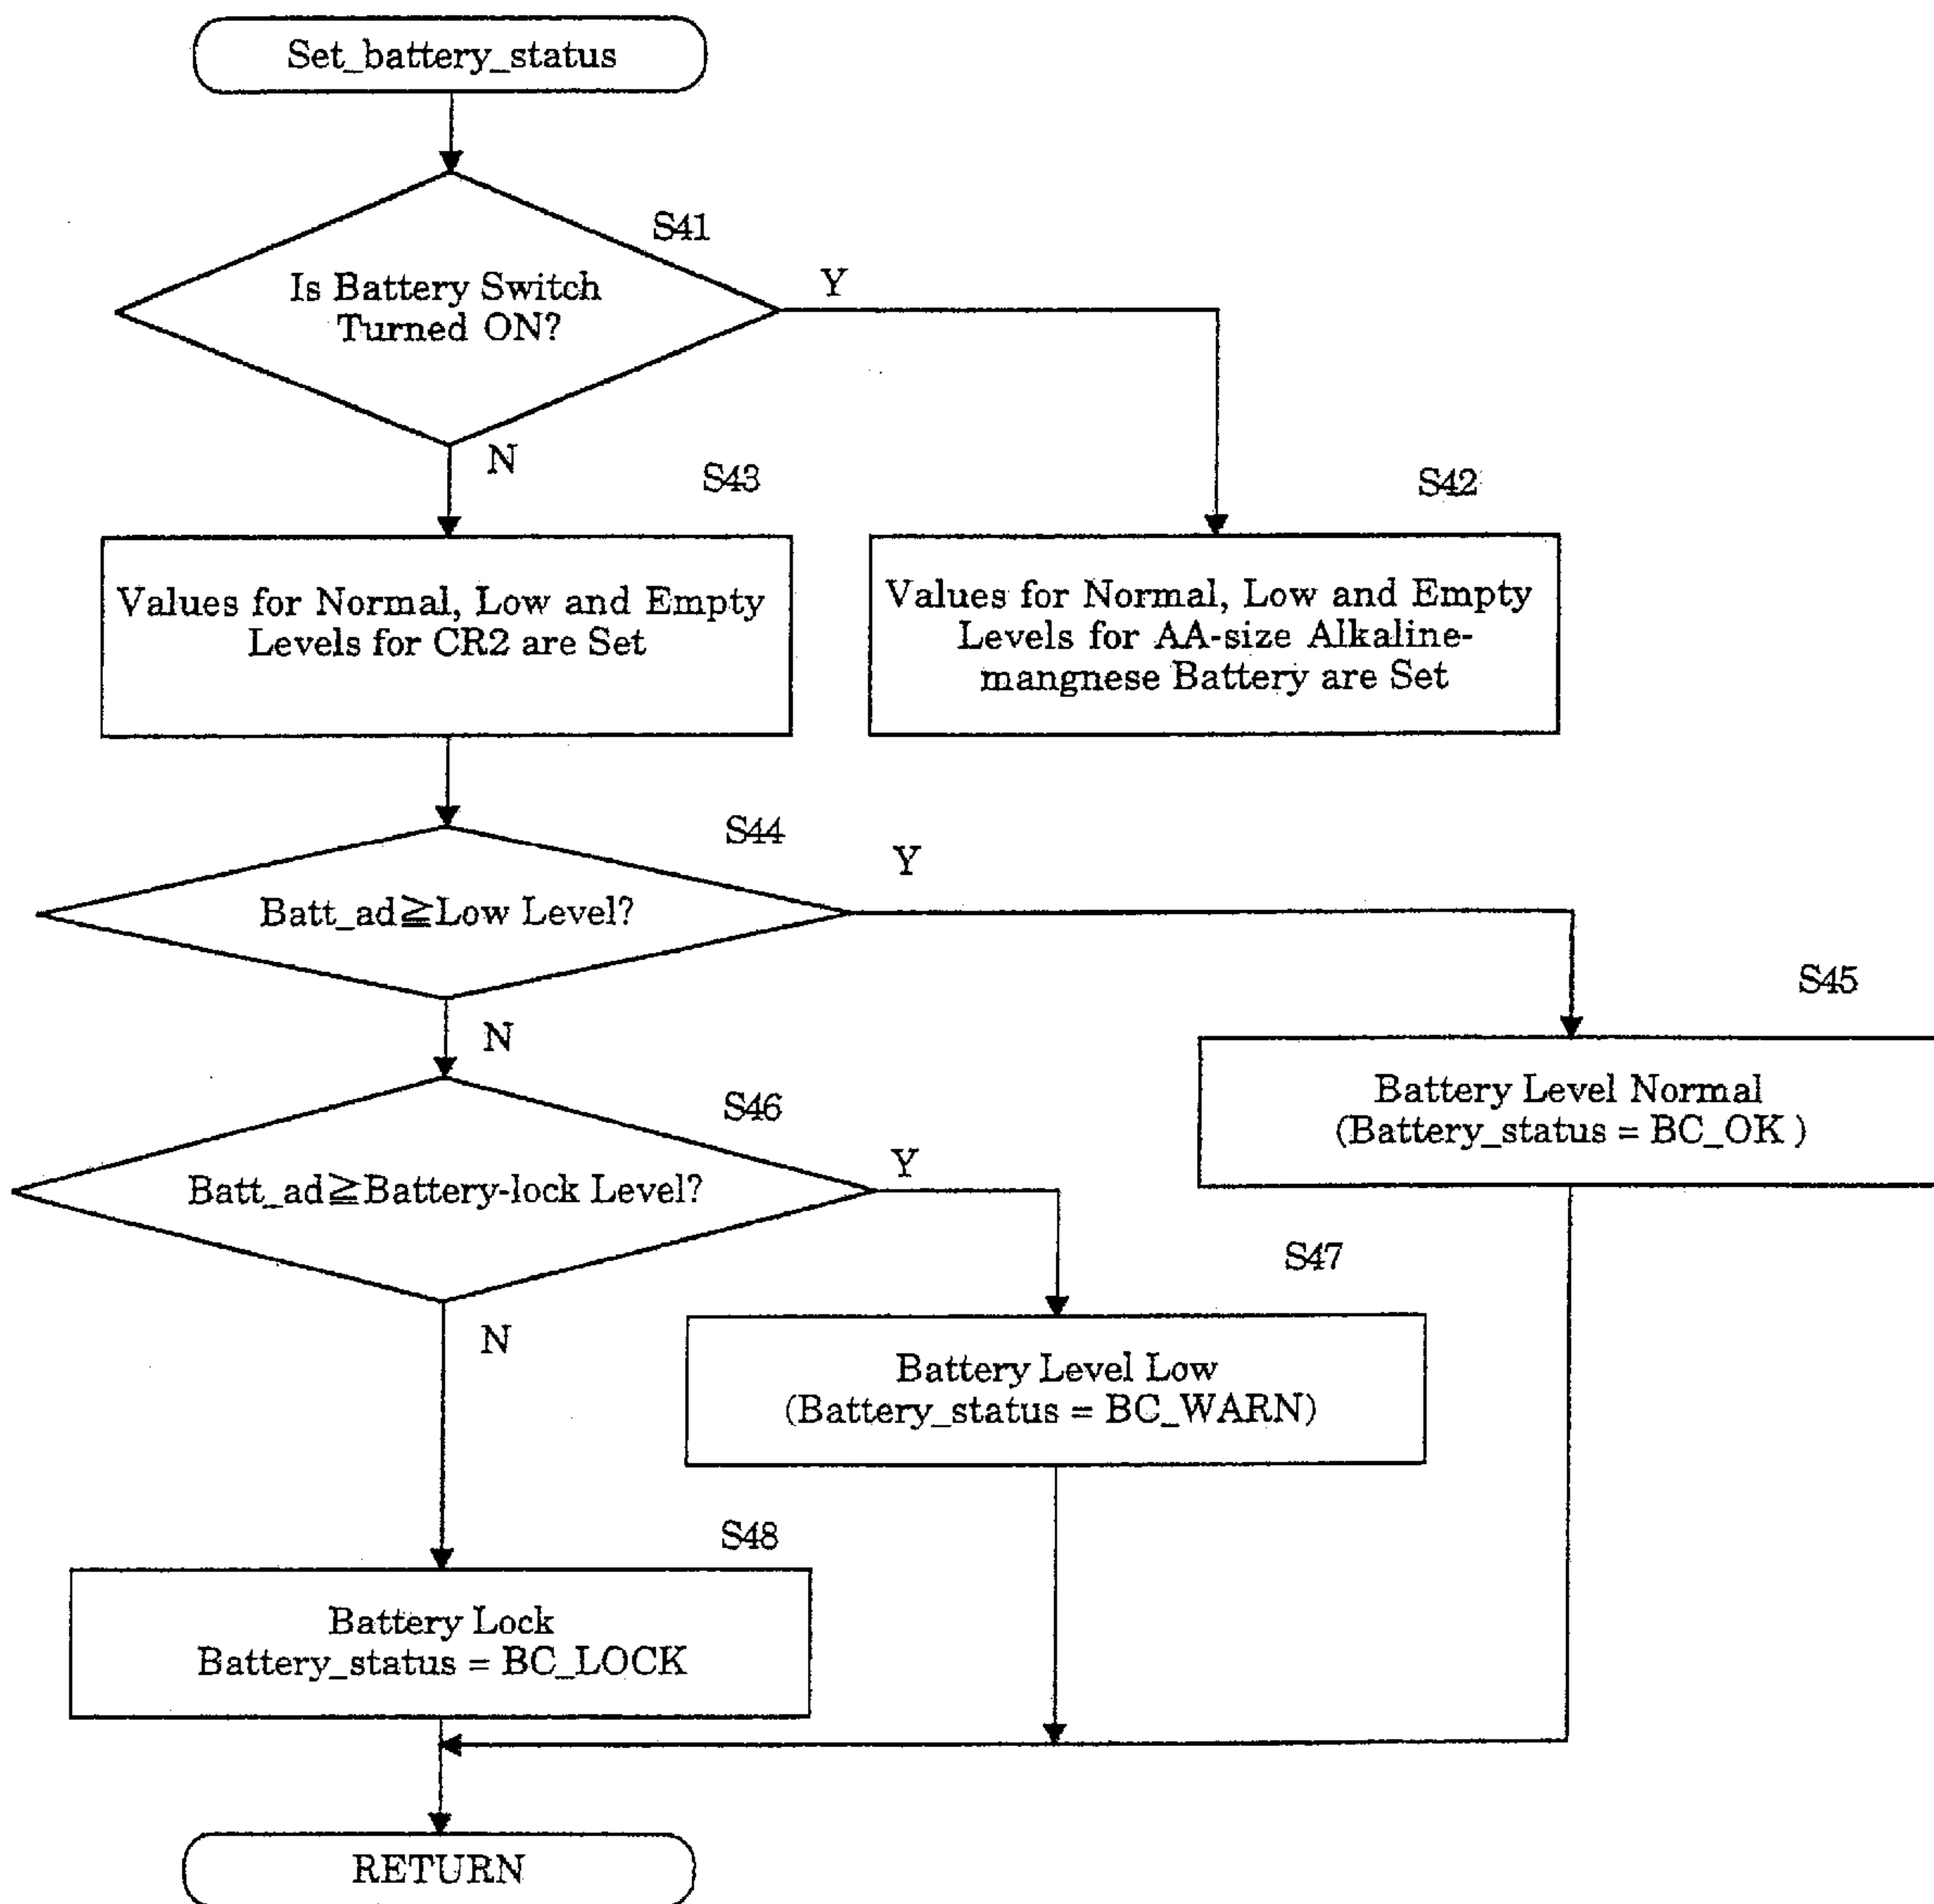 Set_battery_status
S41
Is Battery Switch
Turned ON?
Y
N
S43
S42
Values for Normal, Low and Empty
Levels for CR2 are Set
Values for Normal, Low and Empty
Levels for AA-size Alkaline-
mangnese Battery are Set
S44
Y
Batt_ad≧Low Level?
N
S45
Battery Level Normal
(Battery_status = BC_OK )
S46
Y
Batt_ad≧Battery-lock Level?
N
S47
Battery Level Low
(Battery_status = BC_WARN)
S48
Battery Lock
Battery_status = BC_LOCK
RETURN